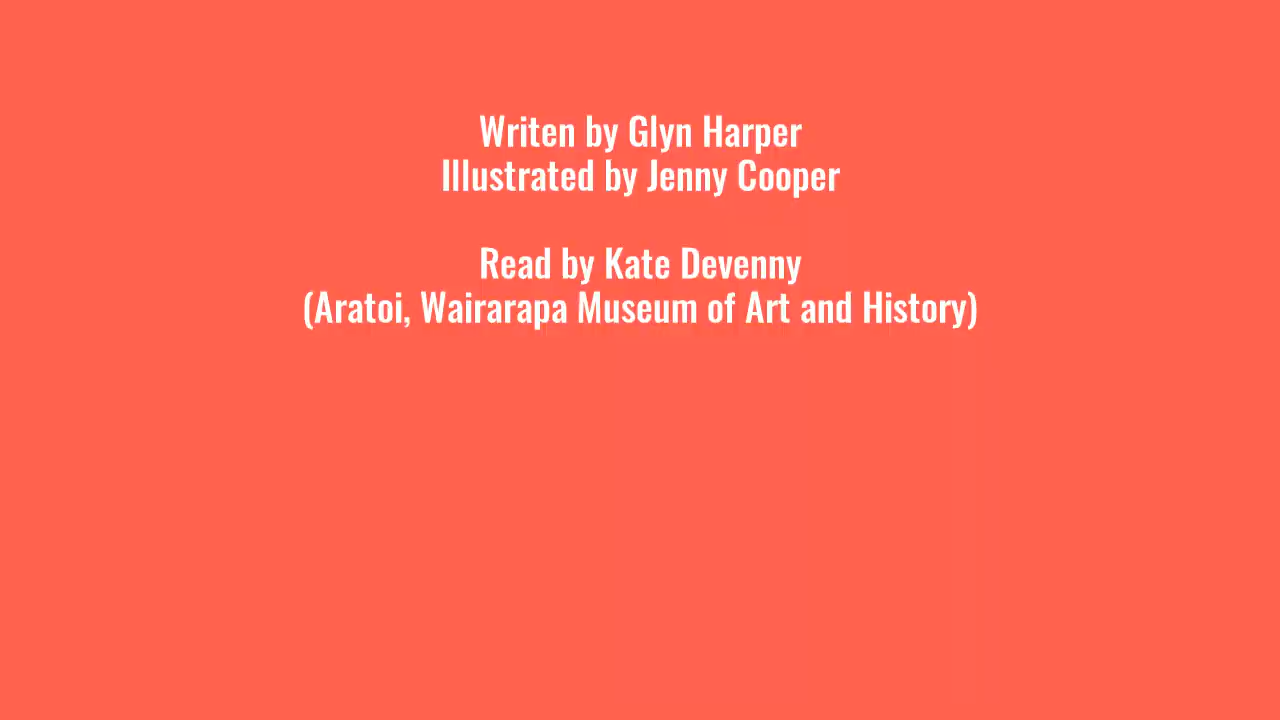 Writen by Glyn Harper
Illustrated by Jenny Cooper
Read by Kate Devenny
(Aratoi, Wairarapa Museum of Art and History)